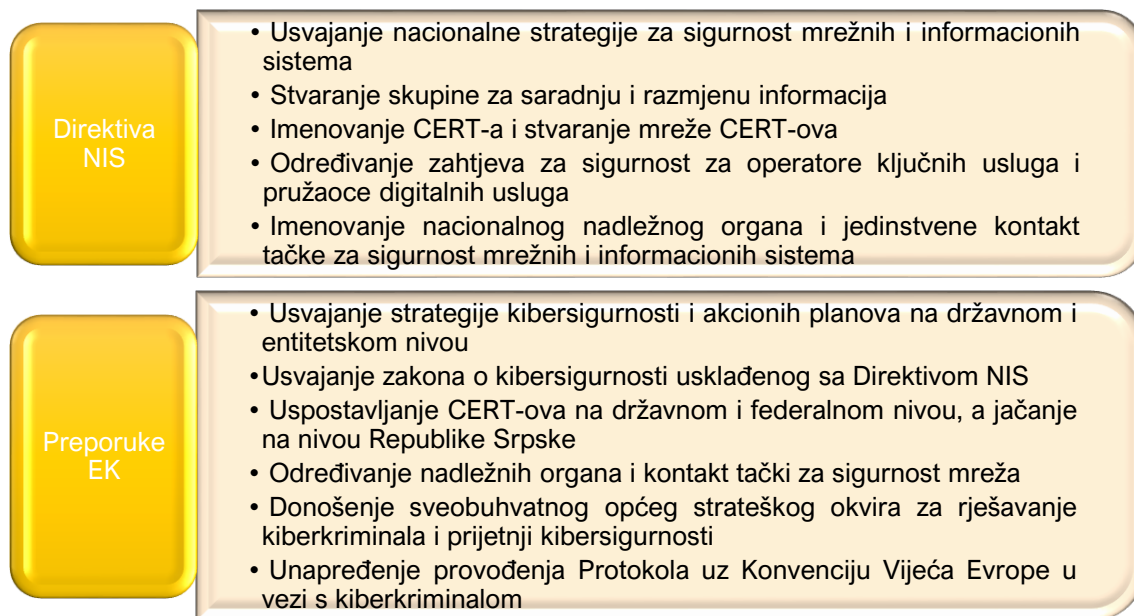 Direktiva
NIS
• Usvajanje nacionalne strategije za sigurnost mrežnih i informacionih
sistema
• Stvaranje skupine za saradnju i razmjenu informacija
• Imenovanje CERT-a i stvaranje mreže CERT-ova
• Određivanje zahtjeva za sigurnost za operatore ključnih usluga i
pružaoce digitalnih usluga
• Imenovanje nacionalnog nadležnog organa i jedinstvene kontakt
tačke za sigurnost mrežnih i informacionih sistema
Preporuke
EK
• Usvajanje strategije kibersigurnosti i akcionih planova na državnom i
entitetskom nivou
•Usvajanje zakona o kibersigurnosti usklađenog sa Direktivom NIS
• Uspostavljanje CERT-ova na državnom i federalnom nivou, a jačanje
na nivou Republike Srpske
• Određivanje nadležnih organa i kontakt tački za sigurnost mreža
• Donošenje sveobuhvatnog općeg strateškog okvira za rješavanje
kiberkriminala i prijetnji kibersigurnosti
• Unapređenje provođenja Protokola uz Konvenciju Vijeća Evrope u
vezi s kiberkriminalom